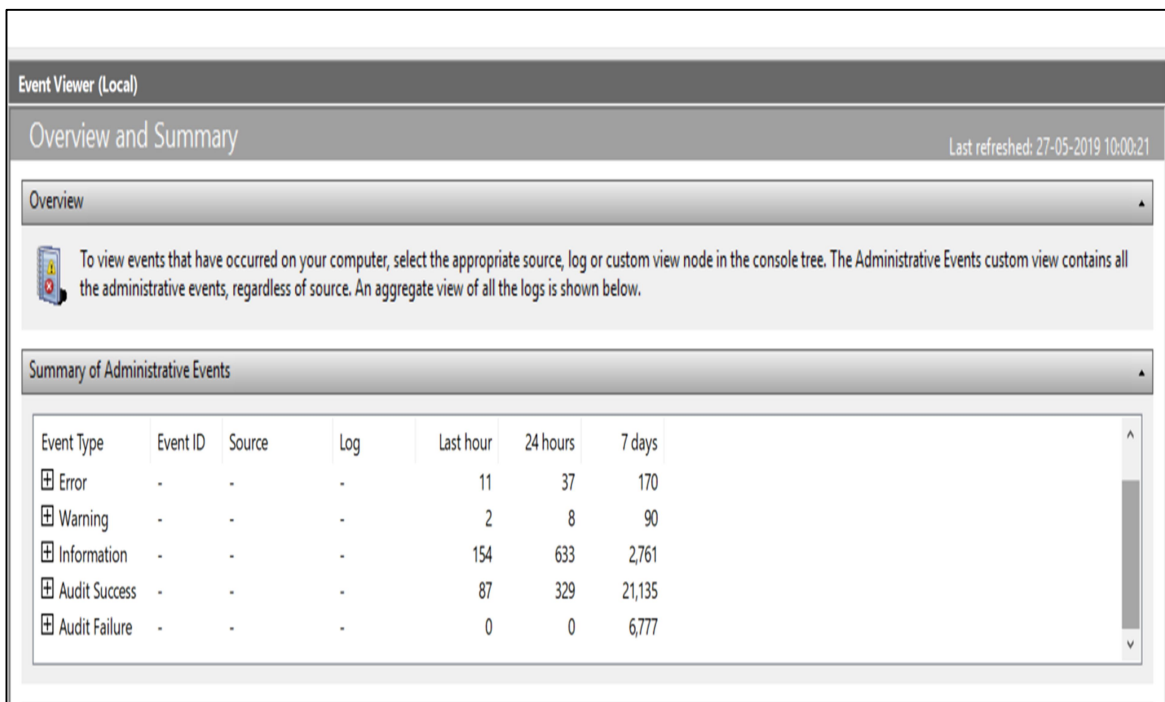 Event Viewer (Local)
Overview and Summary Last refreshed: 27-05-2019 10:00:21
Overview
To view events that have occurred on your computer, select the appropriate source, log or custom view node in the console tree. The Administrative Events custom view contains all
the administrative events, regardless of source. An aggregate view of all the logs is shown below.
Summary of Administrative Events
Event Type Event ID Source Log Last hour 24 hours 7 days
Error - - - 11 37 170
Warning - - - 2 8 90
Information - - - 154 633 2,761
Audit Success - - - 87 329 21,135
Audit Failure - - - 0 0 6,777